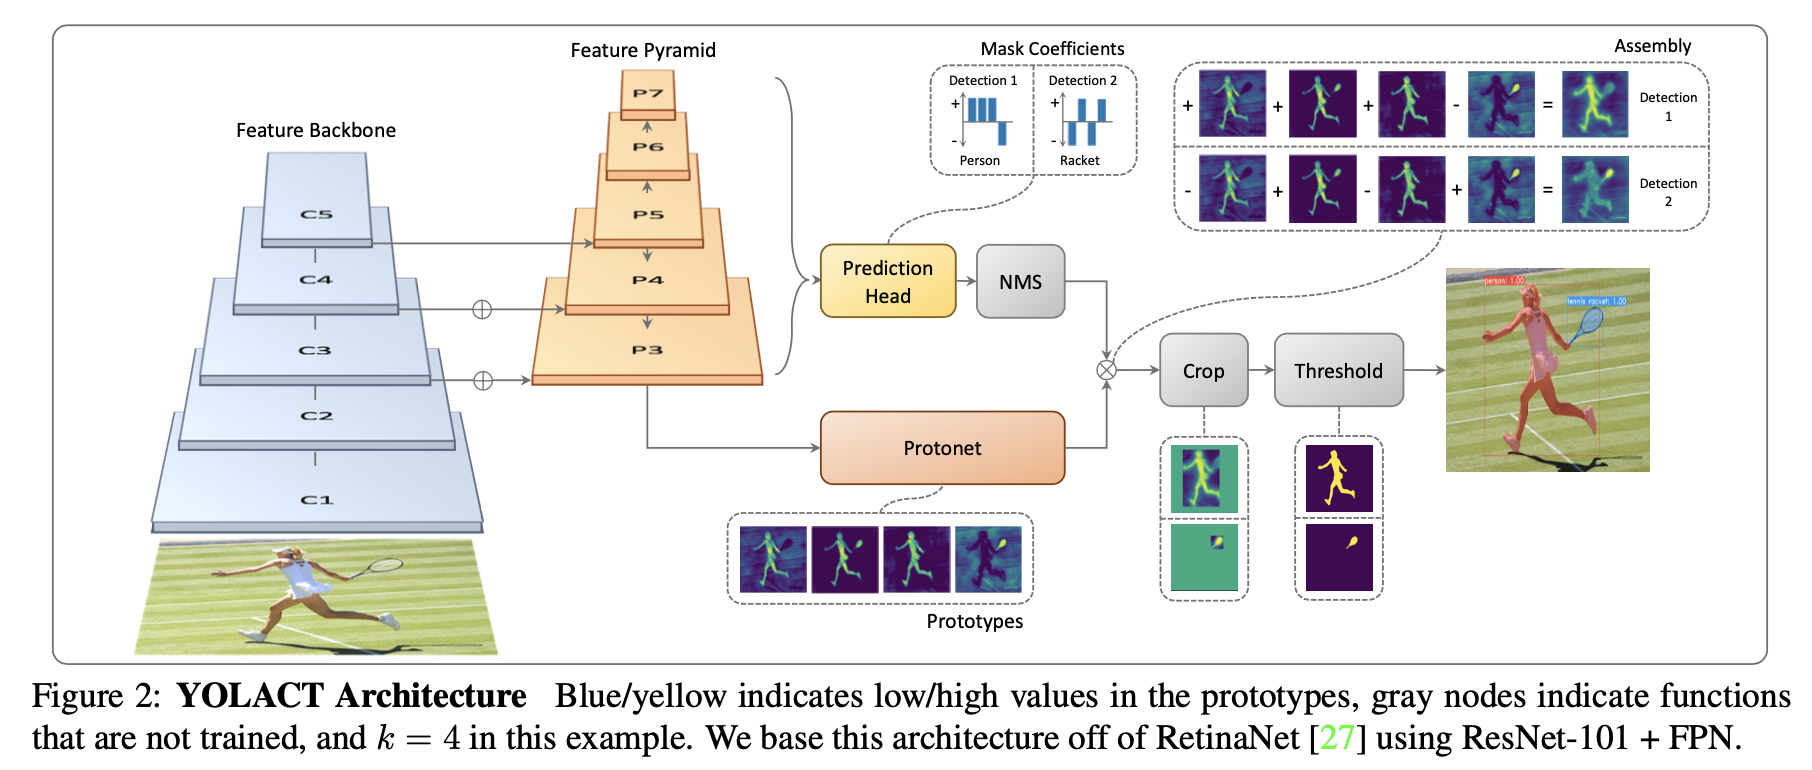 Feature Backbone
C5
C4
C3
C2
C1
Feature Pyramid
P7
P6
P5
P4
P3
Mask Coefficients
Detection 1
+
-
Person
Detection 2
+
-
Racket
Prediction
Head
NMS
Protonet
Prototypes
Assembly
+ + + - =
Detection
1
- + - + =
Detection
2
Crop
Threshold
person: 1.00
tennis racket: 1.00
Figure 2: YOLACT Architecture Blue/yellow indicates low/high values in the prototypes, gray nodes indicate functions
that are not trained, and k = 4 in this example. We base this architecture off of RetinaNet [27] using ResNet-101 + FPN.